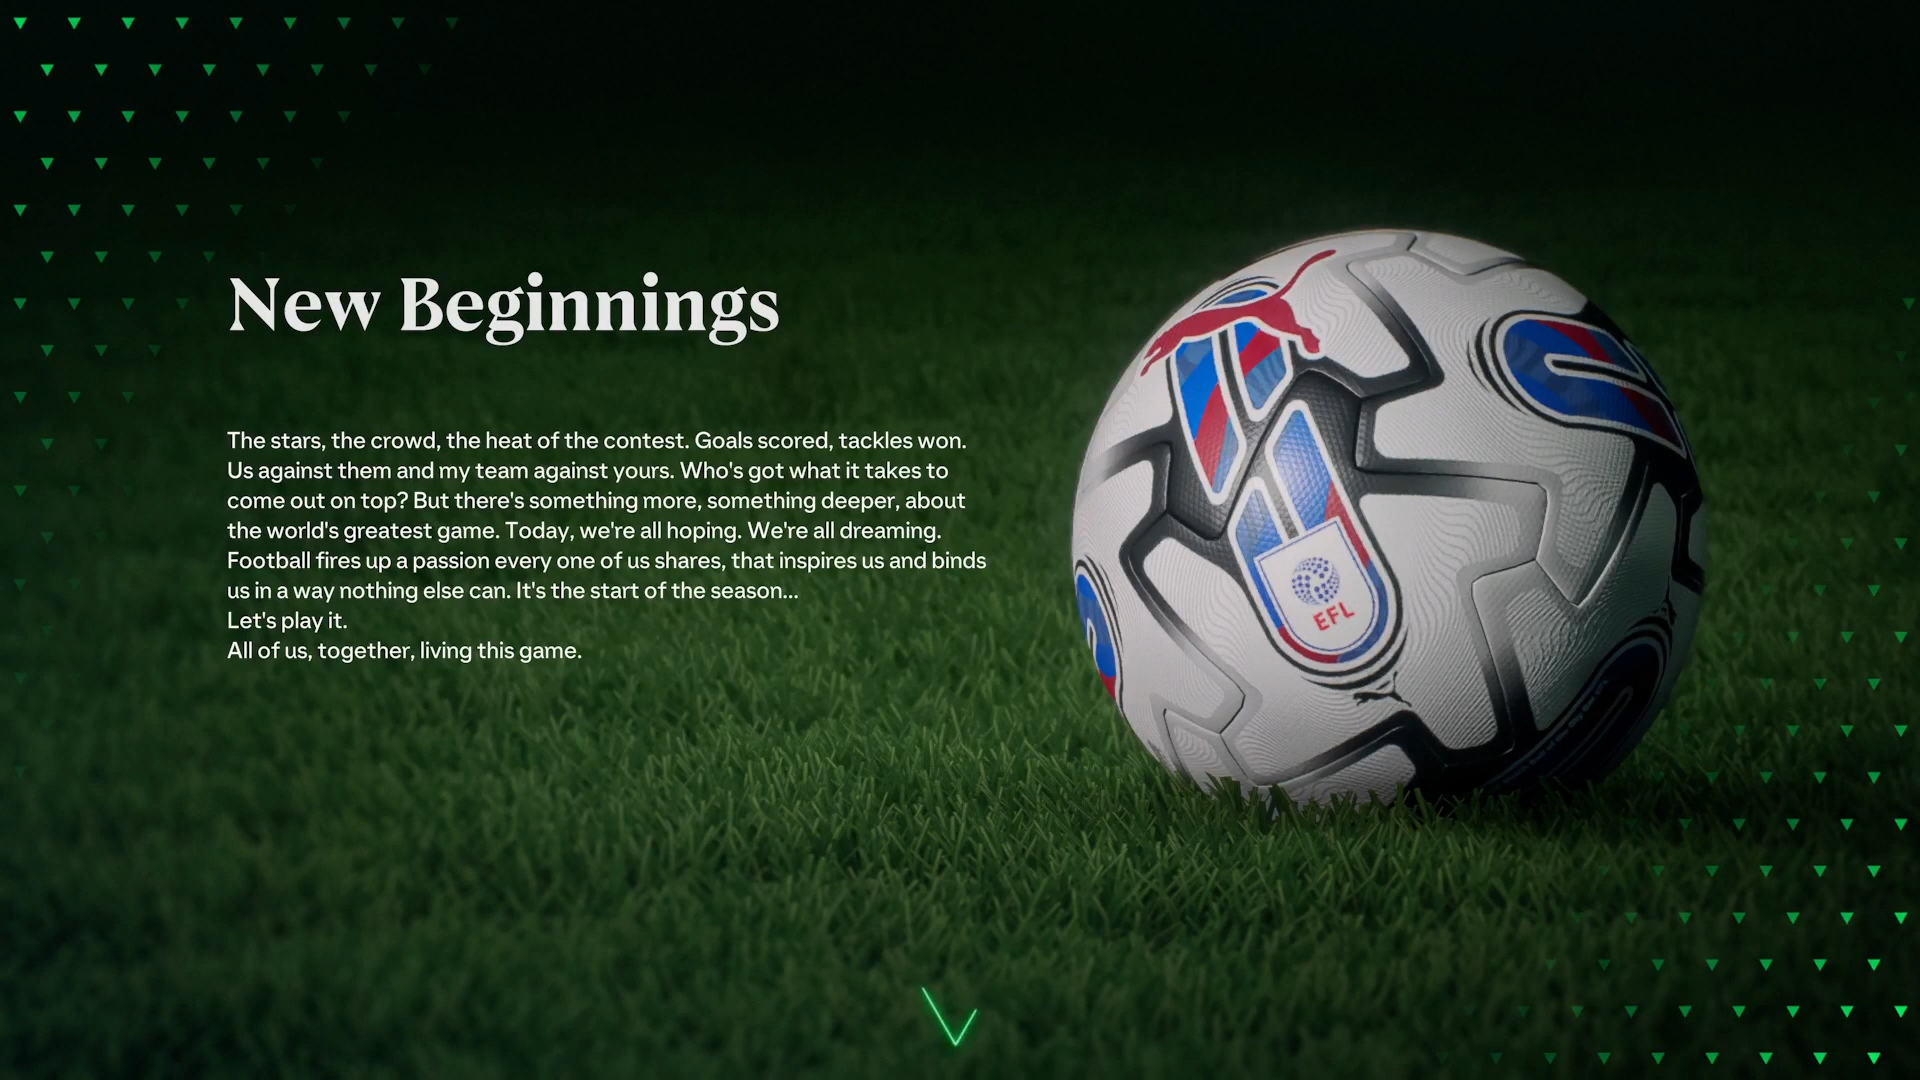 New Beginnings
The stars, the crowd, the heat of the contest. Goals scored, tackles won.
Us against them and my team against yours. Who's got what it takes to
come out on top? But there's something more, something deeper, about
the world's greatest game. Today, we're all hoping. We're all dreaming.
Football fires up a passion every one of us shares, that inspires us and binds
us in a way nothing else can. It's the start of the season...
Let's play it.
All of us, together, living this game.
EFL